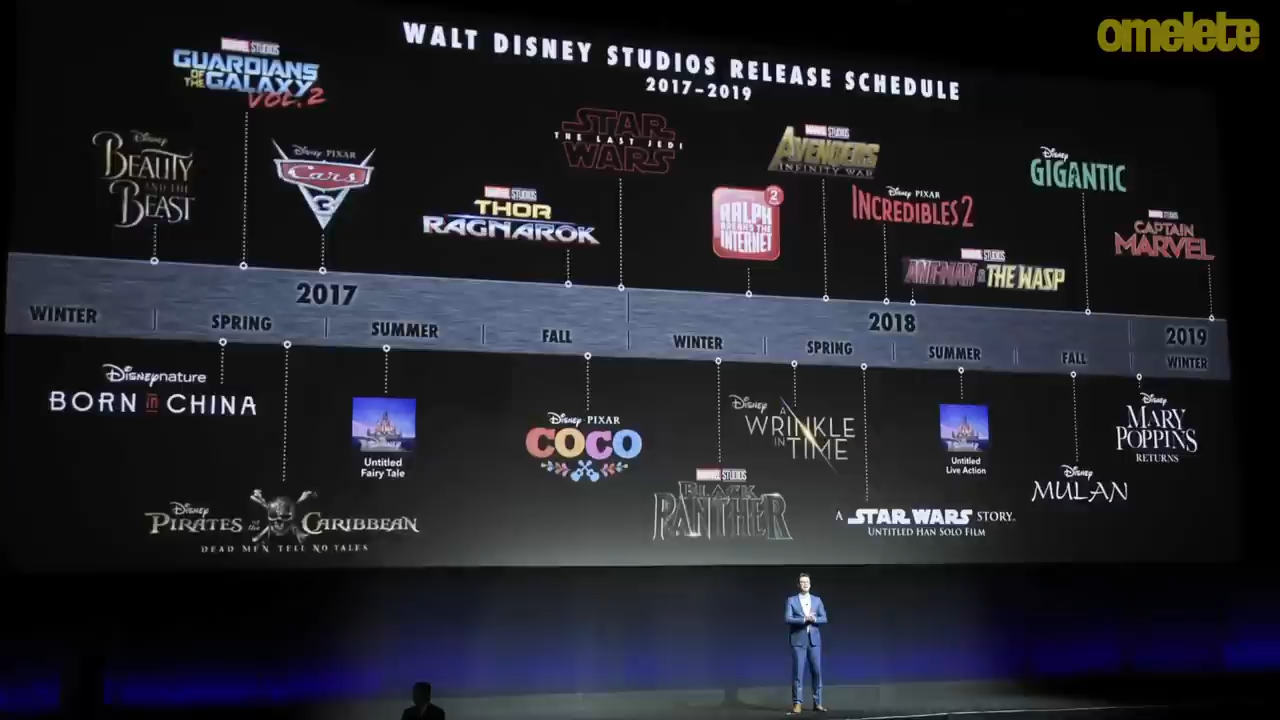 omelete
WALT DISNEY STUDIOS RELEASE SCHEDULE
2017-2019
MARVEL STUDIOS
GUARDIANS
OF THE
GALAXY
VOL. 2
Disney
BEAUTY
AND THE
BEAST
Disney PIXAR
Cars
3
MARVEL STUDIOS
THOR
RAGNAROK
STAR
THE LAST JEDI
WARS
2
RALPH
BREAKS THE
INTERNET
MARVEL STUDIOS
AVENGERS
INFINITY WAR
Disney PIXAR
INCREDIBLES 2
MARVEL STUDIOS
ANT-MAN & THE WASP
Disney
GIGANTIC
MARVEL STUDIOS
CAPTAIN
MARVEL
2017
2018
2019
WINTER
SPRING
SUMMER
FALL
WINTER
SPRING
SUMMER
FALL
WINTER
Disneynature
BORN IN CHINA
Disney
PIRATES of the CARIBBEAN
DEAD MEN TELL NO TALES
Untitled
Fairy Tale
Disney PIXAR
COCO
MARVEL STUDIOS
BLACK
PANTHER
Disney
A
WRINKLE
IN TIME
A STAR WARS STORY
UNTITLED HAN SOLO FILM
Untitled
Live Action
Disney
MULAN
Disney
MARY
POPPINS
RETURNS